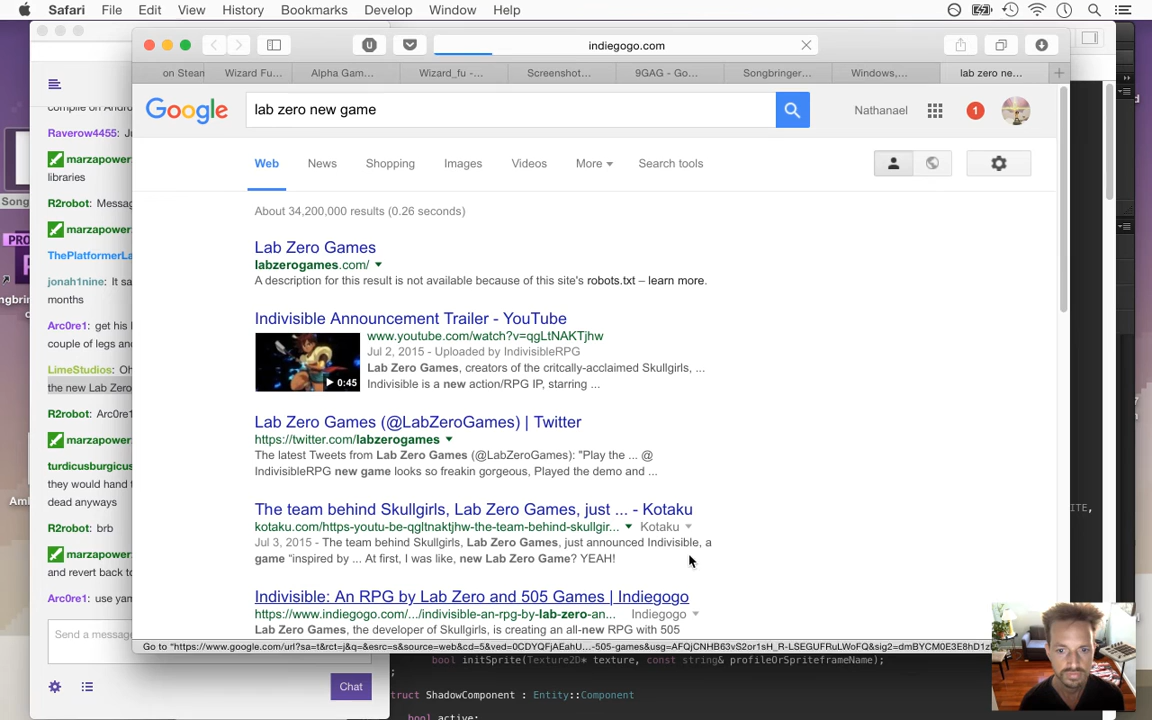 Safari File Edit View History Bookmarks Develop Window Help
indiegogo.com
on Stean Wizard Fu... Alpha Gam... Wizard_fu -... Screenshot... 9GAG - Go... Songbringer... Windows,... lab zero ne...
Google lab zero new game Nathanael 1
Web News Shopping Images Videos More Search tools
About 34,200,000 results (0.26 seconds)
Lab Zero Games
labzerogames.com/
A description for this result is not available because of this site's robots.txt – learn more.
Indivisible Announcement Trailer - YouTube
www.youtube.com/watch?v=qgLtNAKTjhw
Jul 2, 2015 - Uploaded by IndivisibleRPG
Lab Zero Games, creators of the critcally-acclaimed Skullgirls, ...
Indivisible is a new action/RPG IP, starring ...
0:45
Lab Zero Games (@LabZeroGames) | Twitter
https://twitter.com/labzerogames
The latest Tweets from Lab Zero Games (@LabZeroGames): "Play the ... @
IndivisibleRPG new game looks so freakin gorgeous, Played the demo and ...
The team behind Skullgirls, Lab Zero Games, just ... - Kotaku
kotaku.com/https-youtu-be-qgltnaktjhw-the-team-behind-skullgir... Kotaku
Jul 3, 2015 - The team behind Skullgirls, Lab Zero Games, just announced Indivisible, a
game "inspired by ... At first, I was like, new Lab Zero Game? YEAH!
Indivisible: An RPG by Lab Zero and 505 Games | Indiegogo
https://www.indiegogo.com/.../indivisible-an-rpg-by-lab-zero-an... Indiegogo
Lab Zero Games, the developer of Skullgirls, is creating an all-new RPG with 505
compile on Andro
Raverow4455: Ju
marzapower:
libraries
R2robot: Messag
marzapower:
ThePlatformerLa
jonah1nine: It sa
months
Arc0re1: get his l
couple of legs and
LimeStudios: Oh
the new Lab Zero
R2robot: Arc0re1
marzapower:
turdicusburgicus
they would hand t
dead anyways
R2robot: brb
marzapower:
and revert back to
Arc0re1: use yam
Send a message
Chat
bool initSprite(Texture2D* texture, const string& profileOrSpriteframeName);
struct ShadowComponent : Entity::Component
bool active;